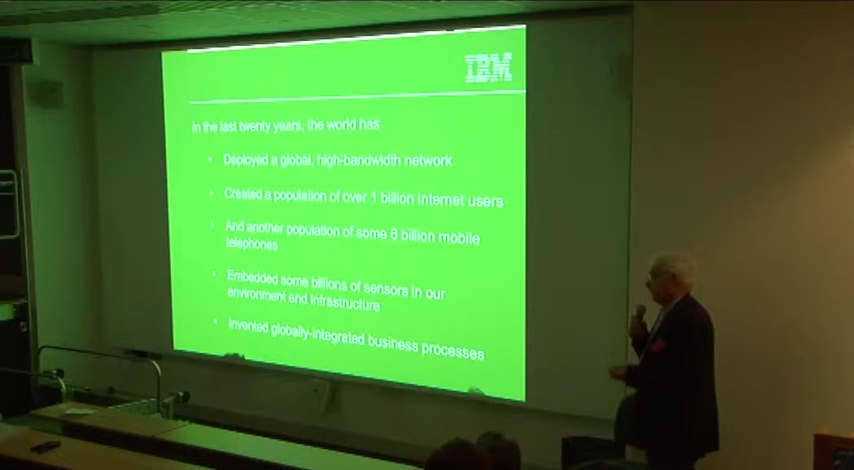 IBM
In the last twenty years, the world has
• Deployed a global, high-bandwidth network
• Created a population of over 1 billion Internet users
• And another population of some 6 billion mobile
telephones
• Embedded some billions of sensors in our
environment and infrastructure
• Invented globally-integrated business processes